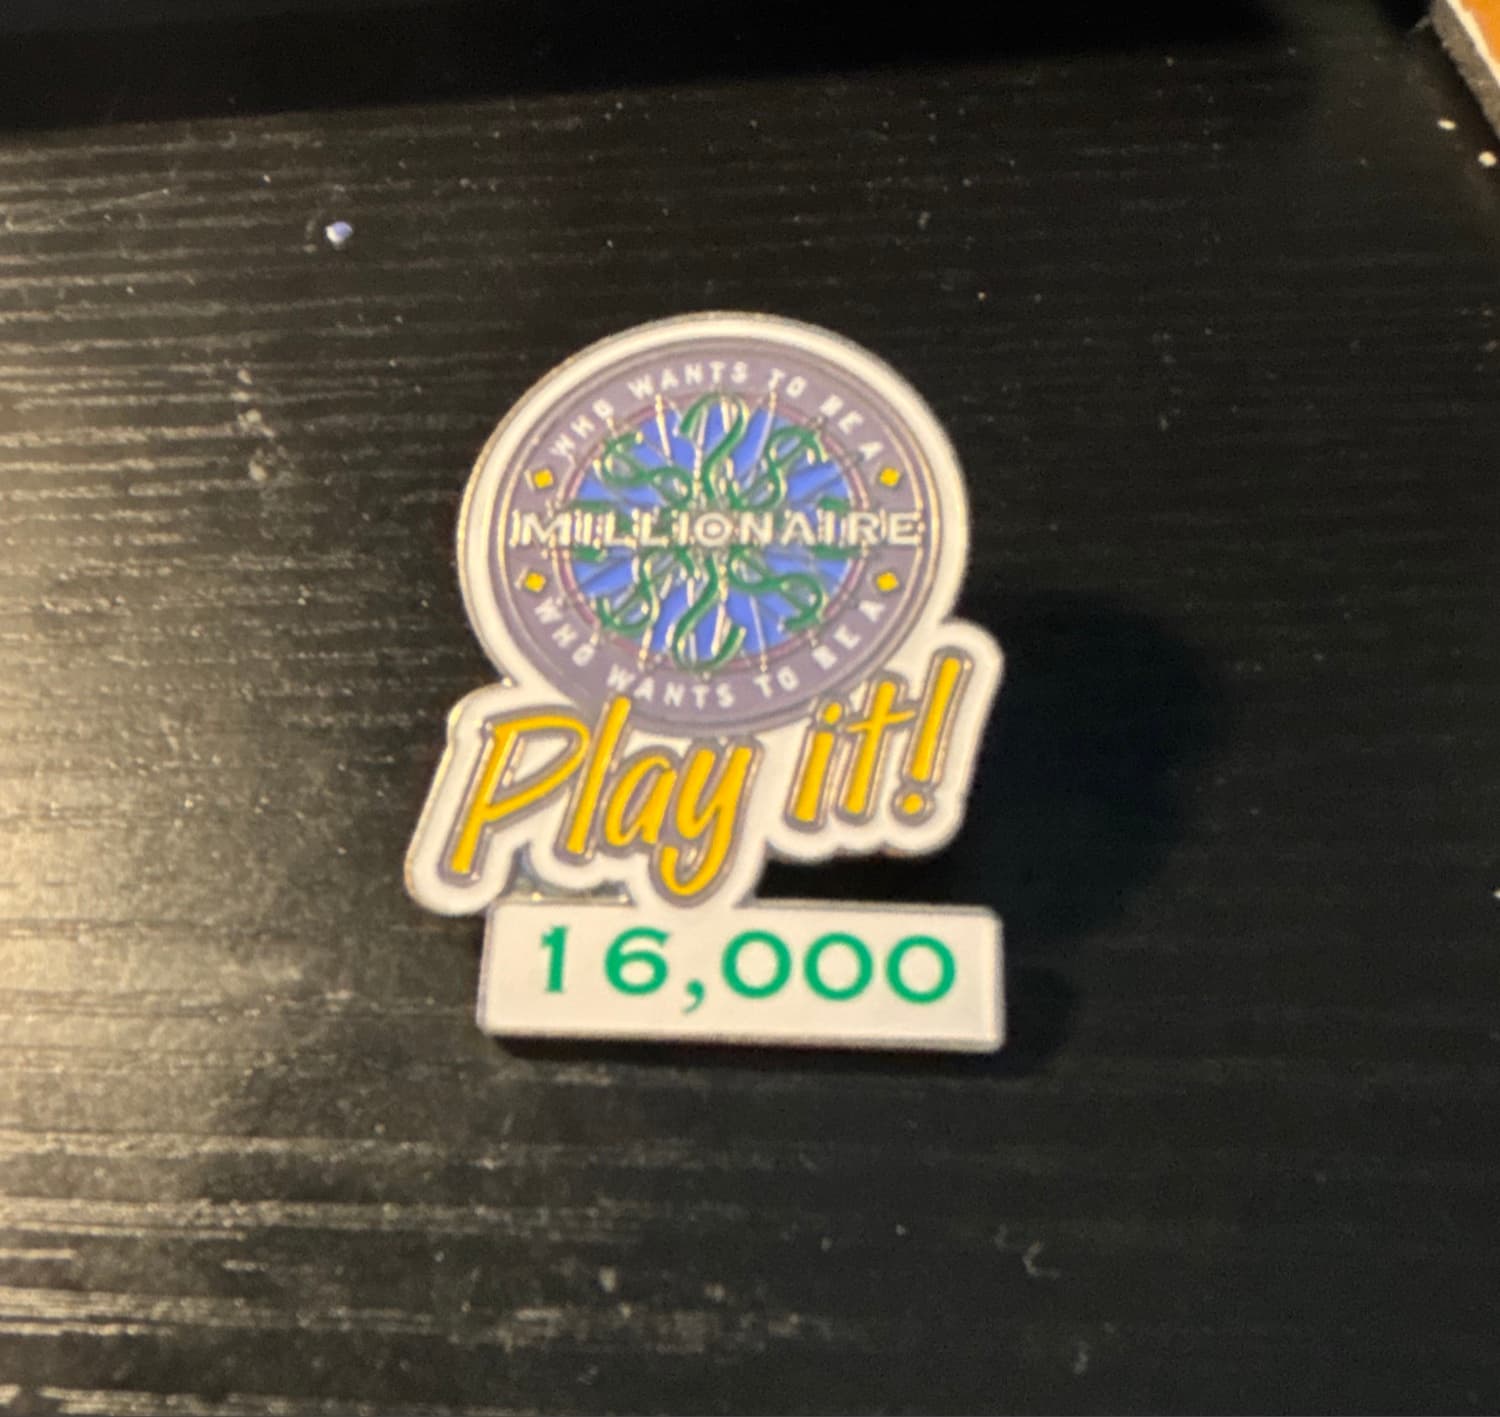 WHO WANTS TO BE A
MILLIONAIRE
WHO WANTS TO BE A
Play it!
16,000